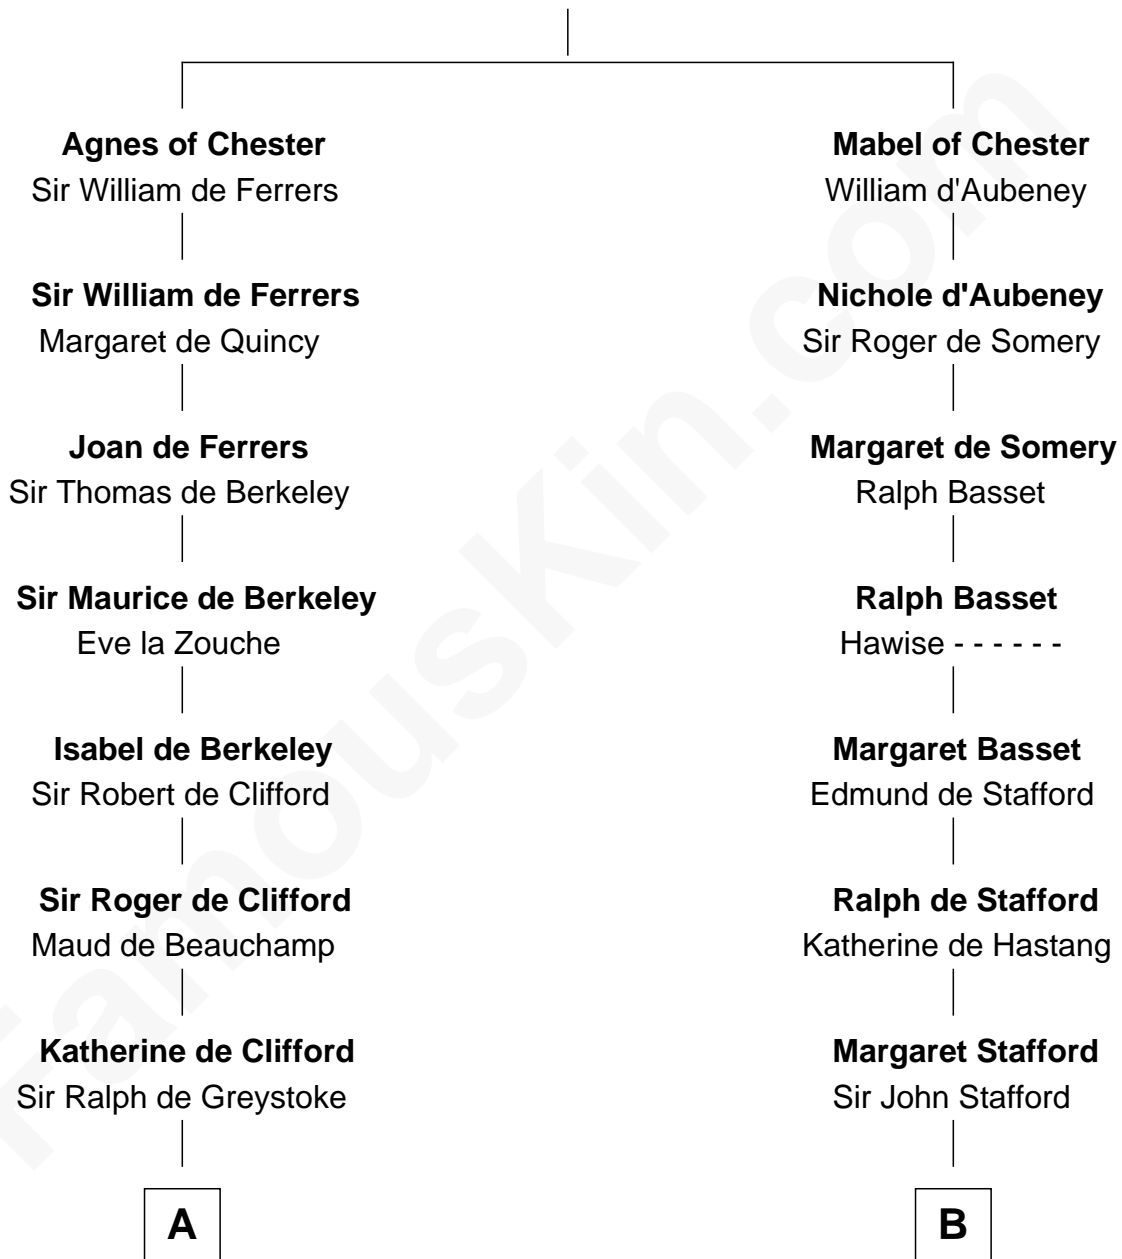 Agnes of Chester
Sir William de Ferrers
Sir William de Ferrers
Margaret de Quincy
Joan de Ferrers
Sir Thomas de Berkeley
Sir Maurice de Berkeley
Eve la Zouche
Isabel de Berkeley
Sir Robert de Clifford
Sir Roger de Clifford
Maud de Beauchamp
Katherine de Clifford
Sir Ralph de Greystoke
A
Mabel of Chester
William d'Aubeney
Nichole d'Aubeney
Sir Roger de Somery
Margaret de Somery
Ralph Basset
Ralph Basset
Hawise - - - - - -
Margaret Basset
Edmund de Stafford
Ralph de Stafford
Katherine de Hastang
Margaret Stafford
Sir John Stafford
B
FamousKin.com